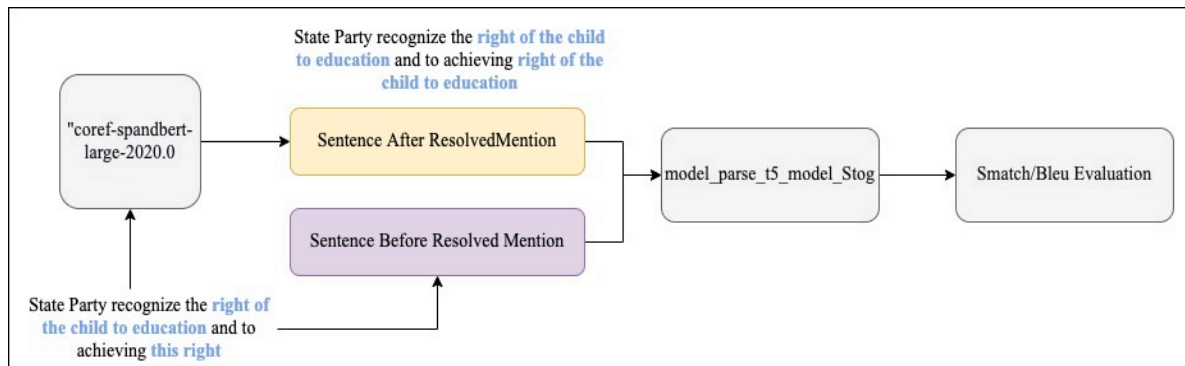 State Party recognize the right of the child
to education and to achieving right of the
child to education
"coref-spandbert-
large-2020.0
Sentence After ResolvedMention
model_parse_t5_model_Stog
Smatch/Bleu Evaluation
Sentence Before Resolved Mention
State Party recognize the right of
the child to education and to
achieving this right